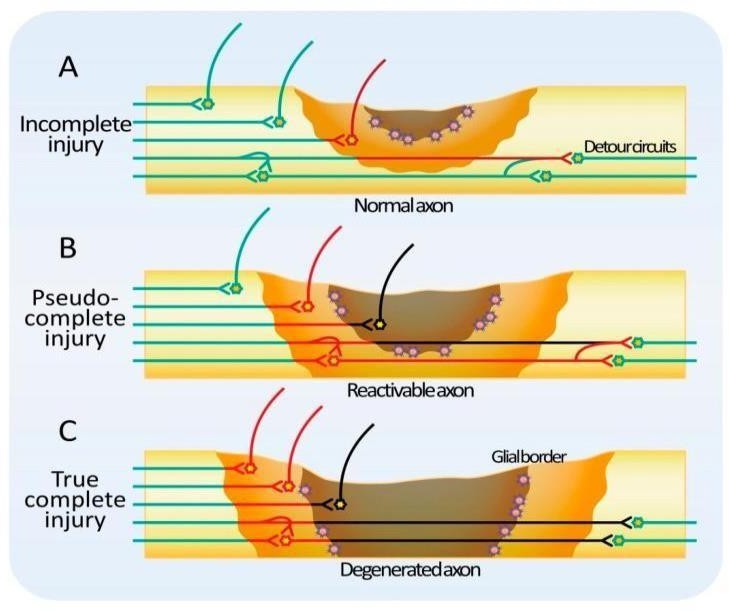 A
Incomplete
injury
Detour circuits
Normal axon
B
Pseudo-
complete
injury
Reactivable axon
C
Glial border
True
complete
injury
Degenerated axon